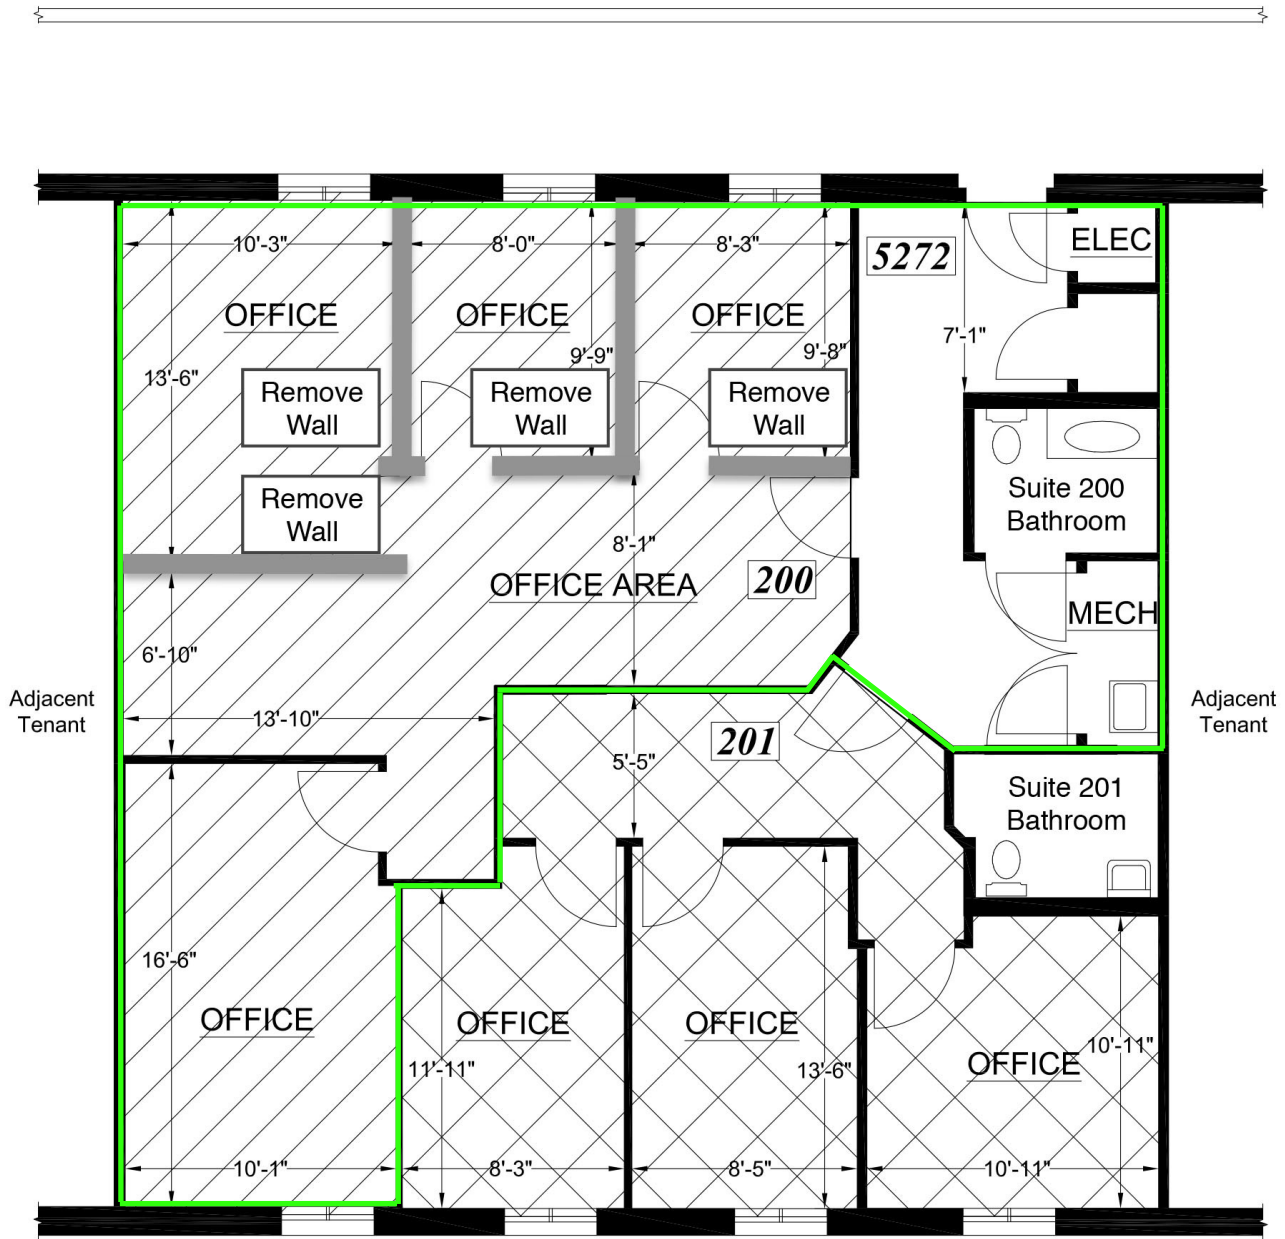 10'-3"
8'-0"
8'-3"
5272
ELEC
OFFICE
OFFICE
OFFICE
7'-1"
9'-9"
9'-8"
13'-6"
Remove
Wall
Remove
Wall
Remove
Wall
Remove
Wall
Suite 200
Bathroom
8'-1"
OFFICE AREA
200
MECH
6'-10"
Adjacent
Tenant
13'-10"
Adjacent
Tenant
201
5'-5"
Suite 201
Bathroom
16'-6"
OFFICE
OFFICE
OFFICE
OFFICE
11'-11"
13'-6"
10'-11"
10'-1"
8'-3"
8'-5"
10'-11"